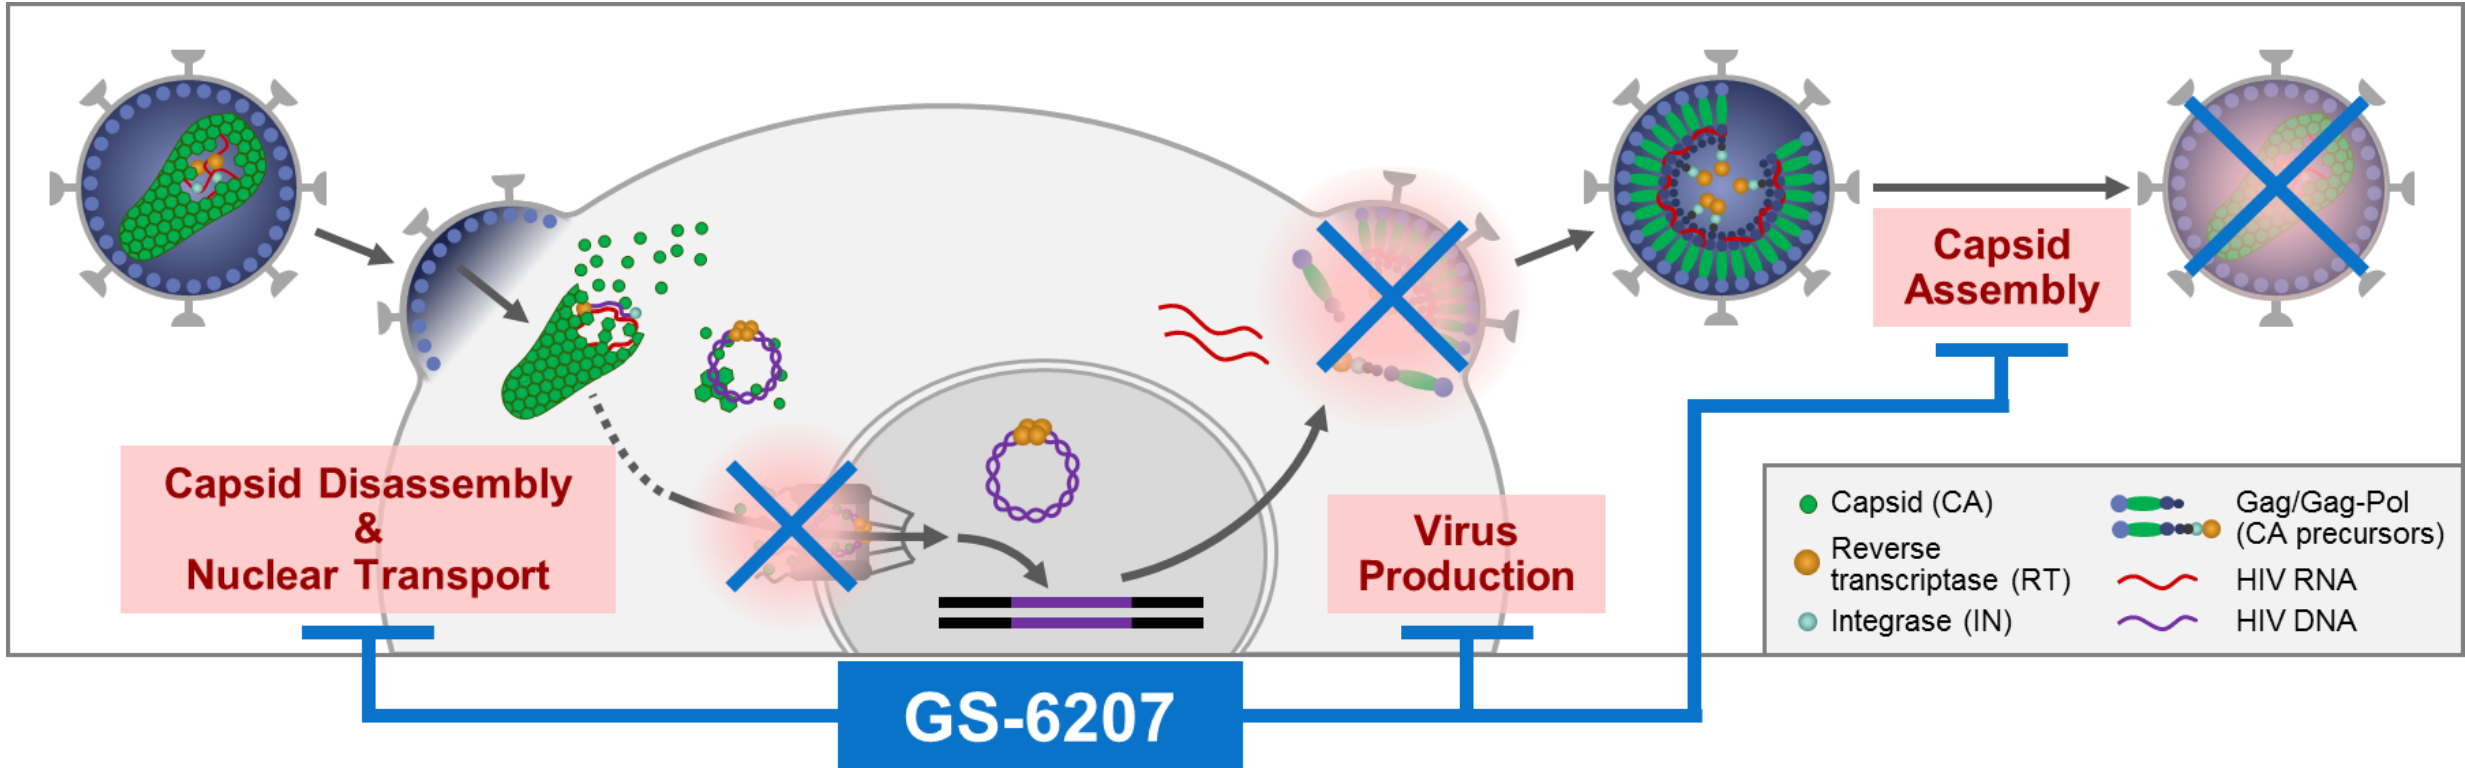 Capsid
Assembly
Capsid Disassembly
&
Nuclear Transport
Virus
Production
Capsid (CA)
Reverse
transcriptase (RT)
Integrase (IN)
Gag/Gag-Pol
(CA precursors)
HIV RNA
HIV DNA
GS-6207